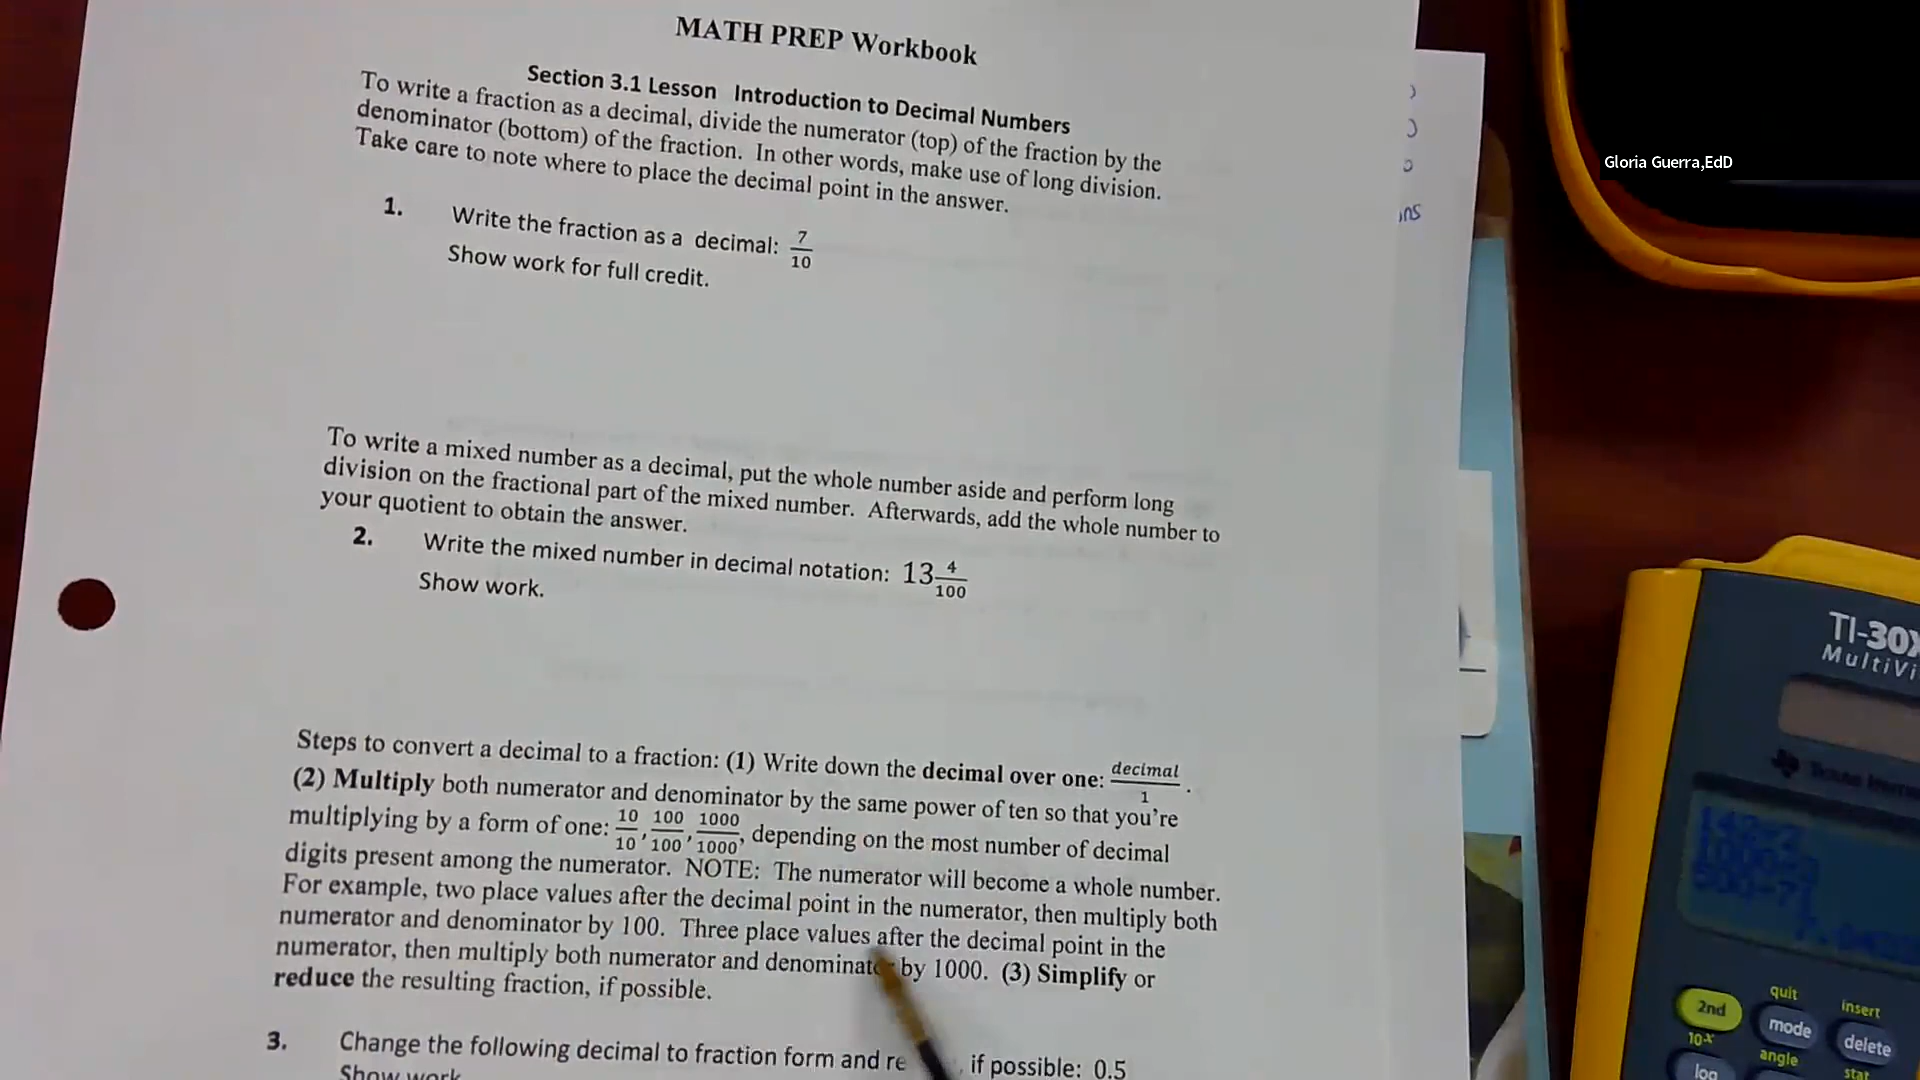 MATH PREP Workbook
Section 3.1 Lesson Introduction to Decimal Numbers
To write a fraction as a decimal, divide the numerator (top) of the fraction by the
denominator (bottom) of the fraction. In other words, make use of long division.
Take care to note where to place the decimal point in the answer.
1. Write the fraction as a decimal: 7/10
Show work for full credit.
To write a mixed number as a decimal, put the whole number aside and perform long
division on the fractional part of the mixed number. Afterwards, add the whole number to
your quotient to obtain the answer.
2. Write the mixed number in decimal notation: 13 4/100
Show work.
Steps to convert a decimal to a fraction: (1) Write down the decimal over one: decimal/1 .
(2) Multiply both numerator and denominator by the same power of ten so that you're
multiplying by a form of one: 10/10, 100/100, 1000/1000, depending on the most number of decimal
digits present among the numerator. NOTE: The numerator will become a whole number.
For example, two place values after the decimal point in the numerator, then multiply both
numerator and denominator by 100. Three place values after the decimal point in the
numerator, then multiply both numerator and denominator by 1000. (3) Simplify or
reduce the resulting fraction, if possible.
3. Change the following decimal to fraction form and re , if possible: 0.5
Show work
Gloria Guerra,EdD
ns
TI-30X
MultiVi
Texas Instrume
quit
insert
2nd
mode
delete
10^x
angle
stat
log